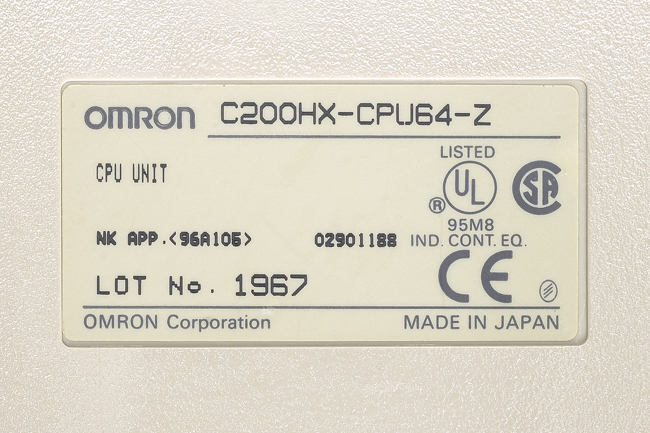 OMRON C200HX-CPU64-Z
CPU UNIT
LISTED
UL
®
SA
95M8
NK APP.<96A105> 02901188 IND. CONT. EQ.
LOT No. 1967
CE
OMRON Corporation MADE IN JAPAN